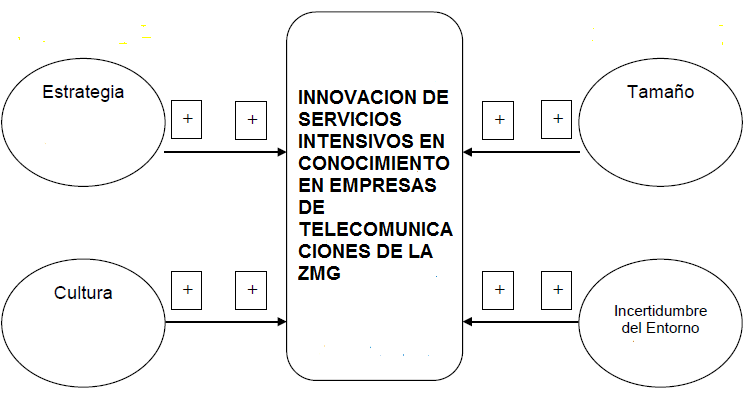 Estrategia
+ +
INNOVACION DE
SERVICIOS
INTENSIVOS EN
CONOCIMIENTO
EN EMPRESAS
DE
TELECOMUNICA
CIONES DE LA
ZMG
+ +
Tamaño
Cultura
+ +
+ +
Incertidumbre
del Entorno